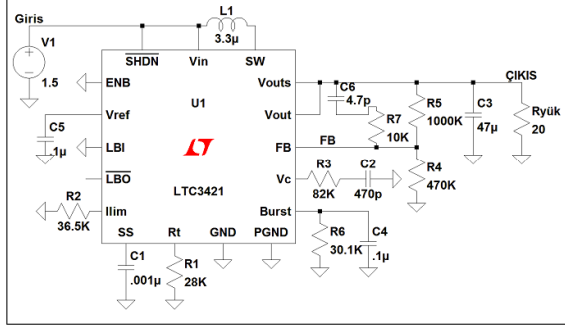 Giris
L1
3.3µ
V1
1.5
SHDN
Vin
SW
ENB
Vouts
ÇIKIS
U1
C6
4.7p
R7
10K
R5
1000K
C3
47µ
Ryük
20
Vref
Vout
C5
.1µ
LBI
FB
FB
LBO
LTC3421
Vc
R3
82K
C2
470p
R4
470K
R2
36.5K
Ilim
Burst
SS
Rt
GND
PGND
R6
30.1K
C4
.1µ
C1
.001µ
R1
28K